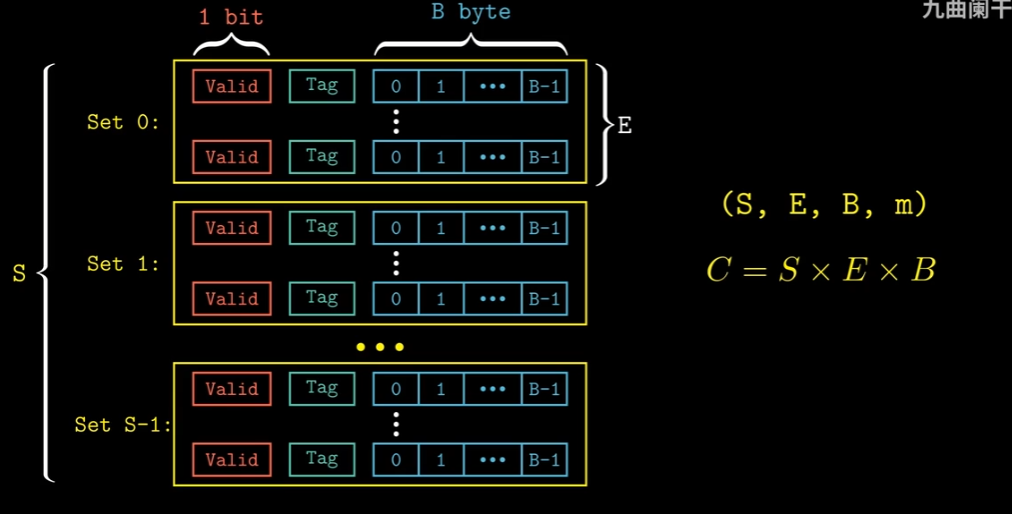 九曲阑干
1 bit
B byte
Valid Tag 0 1 ••• B-1
Set 0:
E
Valid Tag 0 1 ••• B-1
(S, E, B, m)
Valid Tag 0 1 ••• B-1
Set 1:
S
C = S × E × B
Valid Tag 0 1 ••• B-1
•••
Valid Tag 0 1 ••• B-1
Set S-1:
Valid Tag 0 1 ••• B-1